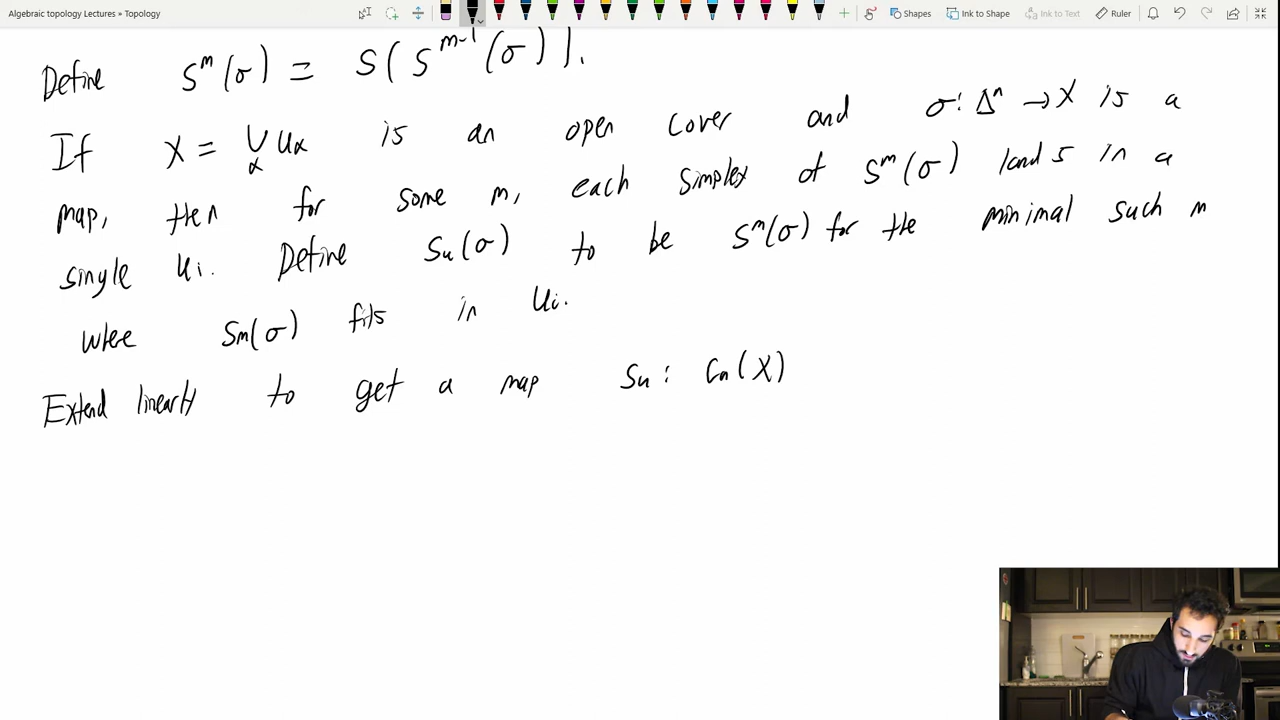 Algebraic topology Lectures » Topology
Shapes Ink to Shape Ink to Text Ruler
Define S^m(σ) = S(S^{m-1}(σ)).
If X = ∪_α U_α is an open cover and σ: Δ^n → X is a
map, then for some m, each simplex of S^m(σ) lands in a
single U_i. Define S_u(σ) to be S^m(σ) for the minimal such m
where S_m(σ) fits in U_i.
Extend linearly to get a map S_u: C_n(X)